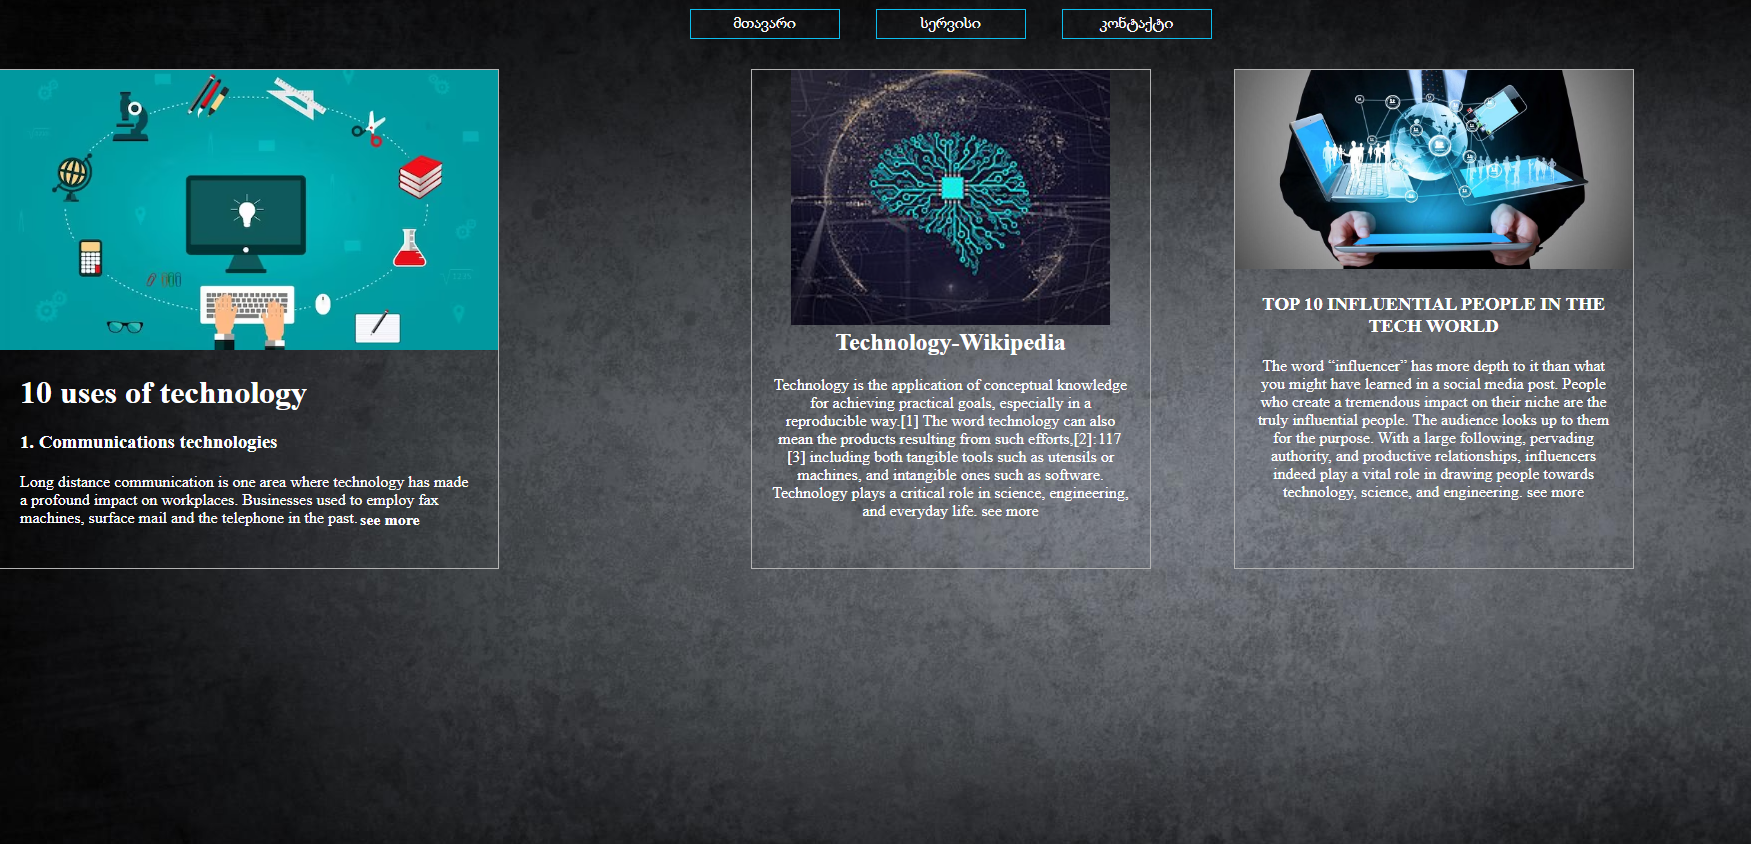 მთავარი
სერვისი
კონტაქტი
10 uses of technology
1. Communications technologies
Long distance communication is one area where technology has made
a profound impact on workplaces. Businesses used to employ fax
machines, surface mail and the telephone in the past. see more
Technology-Wikipedia
Technology is the application of conceptual knowledge
for achieving practical goals, especially in a
reproducible way.[1] The word technology can also
mean the products resulting from such efforts,[2]:117
[3] including both tangible tools such as utensils or
machines, and intangible ones such as software.
Technology plays a critical role in science, engineering,
and everyday life. see more
TOP 10 INFLUENTIAL PEOPLE IN THE
TECH WORLD
The word “influencer” has more depth to it than what
you might have learned in a social media post. People
who create a tremendous impact on their niche are the
truly influential people. The audience looks up to them
for the purpose. With a large following, pervading
authority, and productive relationships, influencers
indeed play a vital role in drawing people towards
technology, science, and engineering. see more